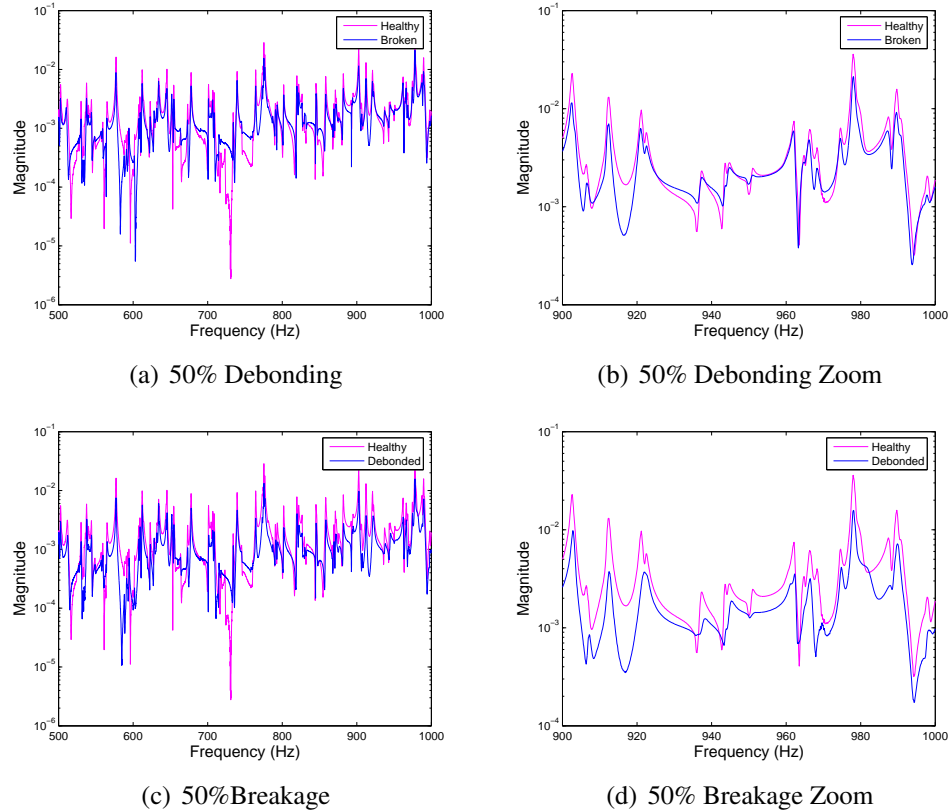 10⁻¹
10⁻²
10⁻³
10⁻⁴
10⁻⁵
10⁻⁶
Magnitude
500 600 700 800 900 1000
Frequency (Hz)
Healthy
Broken
(a) 50% Debonding
10⁻¹
10⁻²
10⁻³
10⁻⁴
Magnitude
900 920 940 960 980 1000
Frequency (Hz)
Healthy
Broken
(b) 50% Debonding Zoom
10⁻¹
10⁻²
10⁻³
10⁻⁴
10⁻⁵
10⁻⁶
Magnitude
500 600 700 800 900 1000
Frequency (Hz)
Healthy
Debonded
(c) 50%Breakage
10⁻¹
10⁻²
10⁻³
10⁻⁴
Magnitude
900 920 940 960 980 1000
Frequency (Hz)
Healthy
Debonded
(d) 50% Breakage Zoom